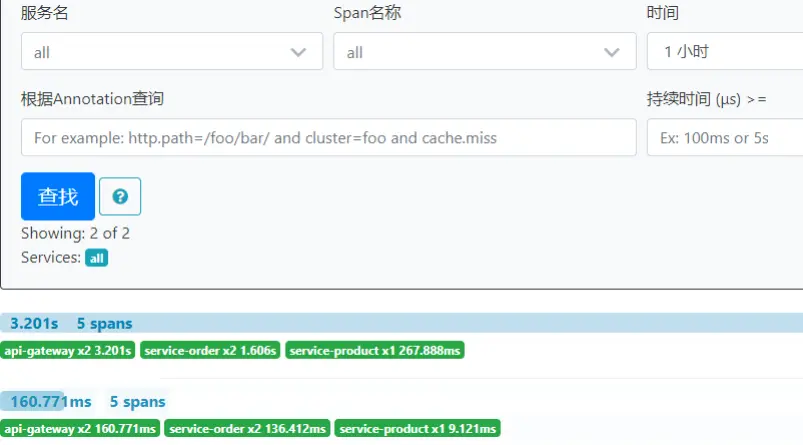 服务名 Span名称 时间
all all 1 小时
根据Annotation查询 持续时间 (μs) >=
For example: http.path=/foo/bar/ and cluster=foo and cache.miss Ex: 100ms or 5s
查找 ?
Showing: 2 of 2
Services: all
3.201s 5 spans
api-gateway x2 3.201s service-order x2 1.606s service-product x1 267.888ms
160.771ms 5 spans
api-gateway x2 160.771ms service-order x2 136.412ms service-product x1 9.121ms